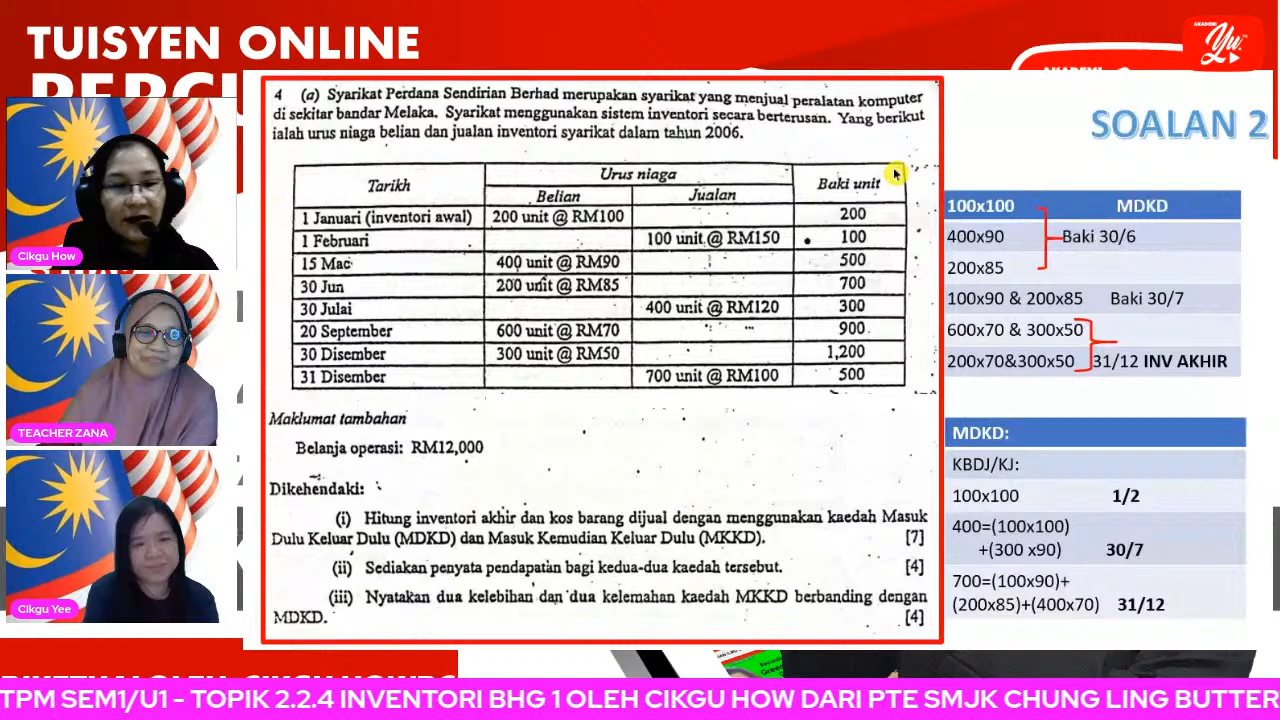 TUISYEN ONLINE
AKADEMI
Yu
SOALAN 2
4 (a) Syarikat Perdana Sendirian Berhad merupakan syarikat yang menjual peralatan komputer
di sekitar bandar Melaka. Syarikat menggunakan sistem inventori secara berterusan. Yang berikut
ialah urus niaga belian dan jualan inventori syarikat dalam tahun 2006.
Tarikh Urus niaga Baki unit
Belian Jualan
1 Januari (inventori awal) 200 unit @ RM100 200
1 Februari 100 unit @ RM150 100
15 Mac 400 unit @ RM90 500
30 Jun 200 unit @ RM85 700
30 Julai 400 unit @ RM120 300
20 September 600 unit @ RM70 900
30 Disember 300 unit @ RM50 1,200
31 Disember 700 unit @ RM100 500
Maklumat tambahan
Belanja operasi: RM12,000
Dikehendaki:
(i) Hitung inventori akhir dan kos barang dijual dengan menggunakan kaedah Masuk
Dulu Keluar Dulu (MDKD) dan Masuk Kemudian Keluar Dulu (MKKD). [7]
(ii) Sediakan penyata pendapatan bagi kedua-dua kaedah tersebut. [4]
(iii) Nyatakan dua kelebihan dan dua kelemahan kaedah MKKD berbanding dengan
MDKD. [4]
100x100 MDKD
400x90 Baki 30/6
200x85
100x90 & 200x85 Baki 30/7
600x70 & 300x50
200x70&300x50 31/12 INV AKHIR
MDKD:
KBDJ/KJ:
100x100 1/2
400=(100x100)
+(300 x90) 30/7
700=(100x90)+
(200x85)+(400x70) 31/12
Cikgu How
TEACHER ZANA
Cikgu Yee
TPM SEM1/U1 - TOPIK 2.2.4 INVENTORI BHG 1 OLEH CIKGU HOW DARI PTE SMJK CHUNG LING BUTTER